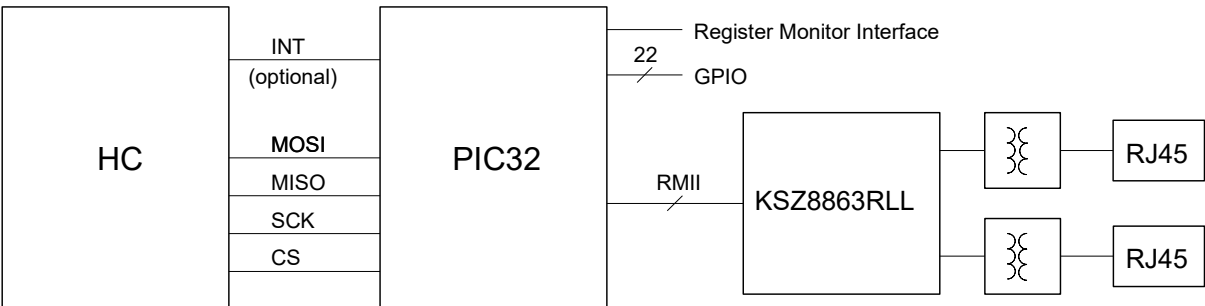 HC
INT
(optional)
MOSI
MISO
SCK
CS
PIC32
Register Monitor Interface
22
GPIO
RMII
KSZ8863RLL
RJ45
RJ45